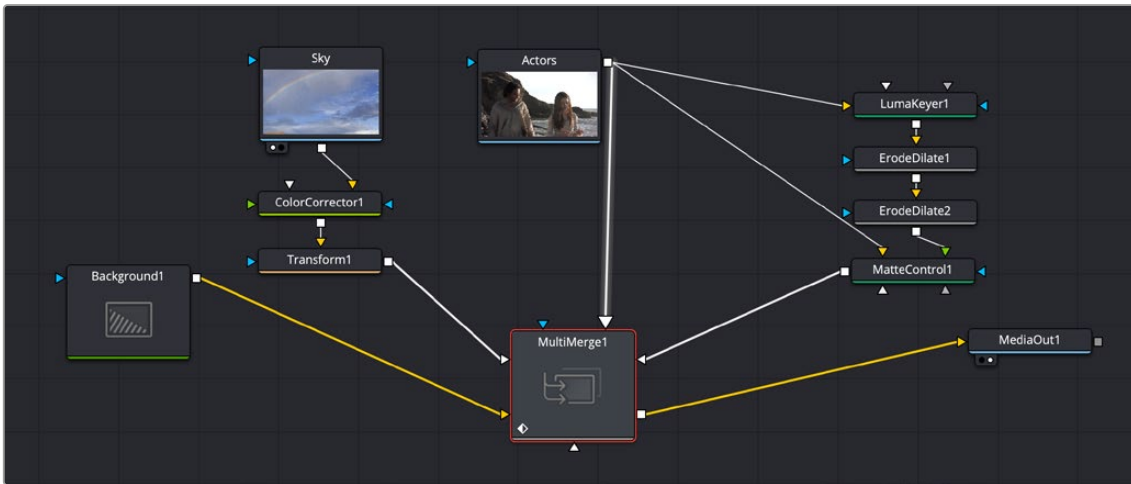 Sky
Actors
LumaKeyer1
ErodeDilate1
ColorCorrector1
ErodeDilate2
Transform1
MatteControl1
Background1
MultiMerge1
MediaOut1